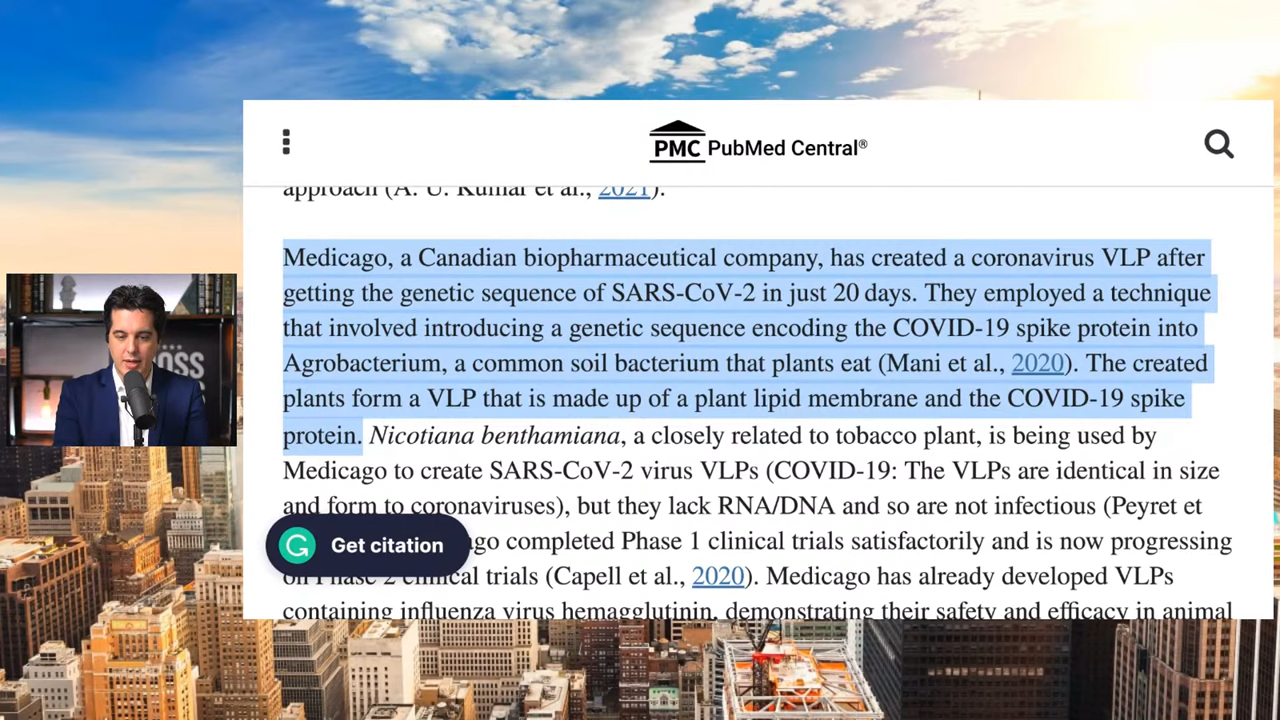 PMC PubMed Central®
approach (A. U. Kumar et al., 2021).
Medicago, a Canadian biopharmaceutical company, has created a coronavirus VLP after
getting the genetic sequence of SARS-CoV-2 in just 20 days. They employed a technique
that involved introducing a genetic sequence encoding the COVID-19 spike protein into
Agrobacterium, a common soil bacterium that plants eat (Mani et al., 2020). The created
plants form a VLP that is made up of a plant lipid membrane and the COVID-19 spike
protein. Nicotiana benthamiana, a closely related to tobacco plant, is being used by
Medicago to create SARS-CoV-2 virus VLPs (COVID-19: The VLPs are identical in size
and form to coronaviruses), but they lack RNA/DNA and so are not infectious (Peyret et
ago completed Phase 1 clinical trials satisfactorily and is now progressing
on Phase 2 clinical trials (Capell et al., 2020). Medicago has already developed VLPs
containing influenza virus hemagglutinin, demonstrating their safety and efficacy in animal
Get citation
OSS